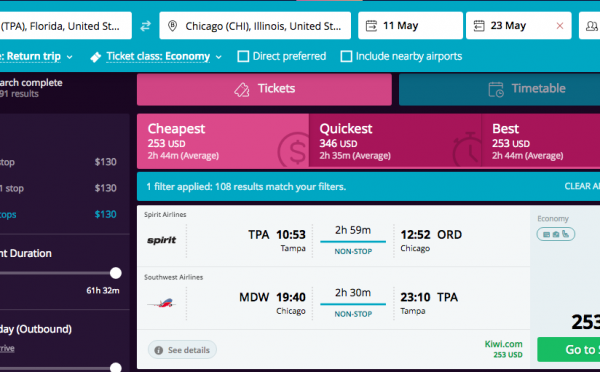 (TPA), Florida, United St...
Chicago (CHI), Illinois, United St...
11 May
23 May
e: Return trip
Ticket class: Economy
Direct preferred
Include nearby airports
arch complete
91 results
Tickets
Timetable
Cheapest
253 USD
2h 44m (Average)
Quickest
346 USD
2h 35m (Average)
Best
253 USD
2h 44m (Average)
1 filter applied: 108 results match your filters.
CLEAR A
stop
$130
1 stop
$130
tops
$130
nt Duration
61h 32m
day (Outbound)
rrive
Spirit Airlines
spirit
TPA 10:53
Tampa
2h 59m
NON-STOP
12:52 ORD
Chicago
Southwest Airlines
MDW 19:40
Chicago
2h 30m
NON-STOP
23:10 TPA
Tampa
See details
Kiwi.com
253 USD
Economy
253
Go to S